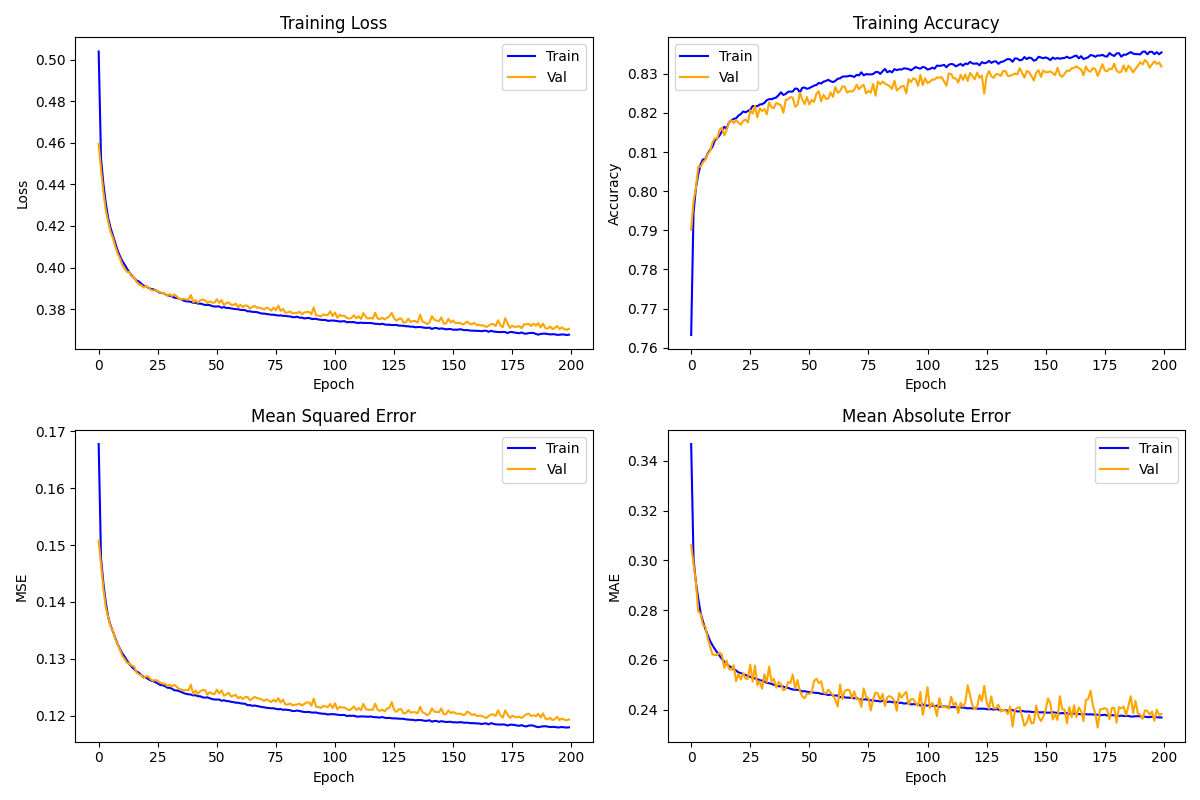 Training Loss
Loss
0.50
0.48
0.46
0.44
0.42
0.40
0.38
Train
Val
0 25 50 75 100 125 150 175 200
Epoch
Training Accuracy
Accuracy
0.83
0.82
0.81
0.80
0.79
0.78
0.77
0.76
Train
Val
0 25 50 75 100 125 150 175 200
Epoch
Mean Squared Error
MSE
0.17
0.16
0.15
0.14
0.13
0.12
Train
Val
0 25 50 75 100 125 150 175 200
Epoch
Mean Absolute Error
MAE
0.34
0.32
0.30
0.28
0.26
0.24
Train
Val
0 25 50 75 100 125 150 175 200
Epoch